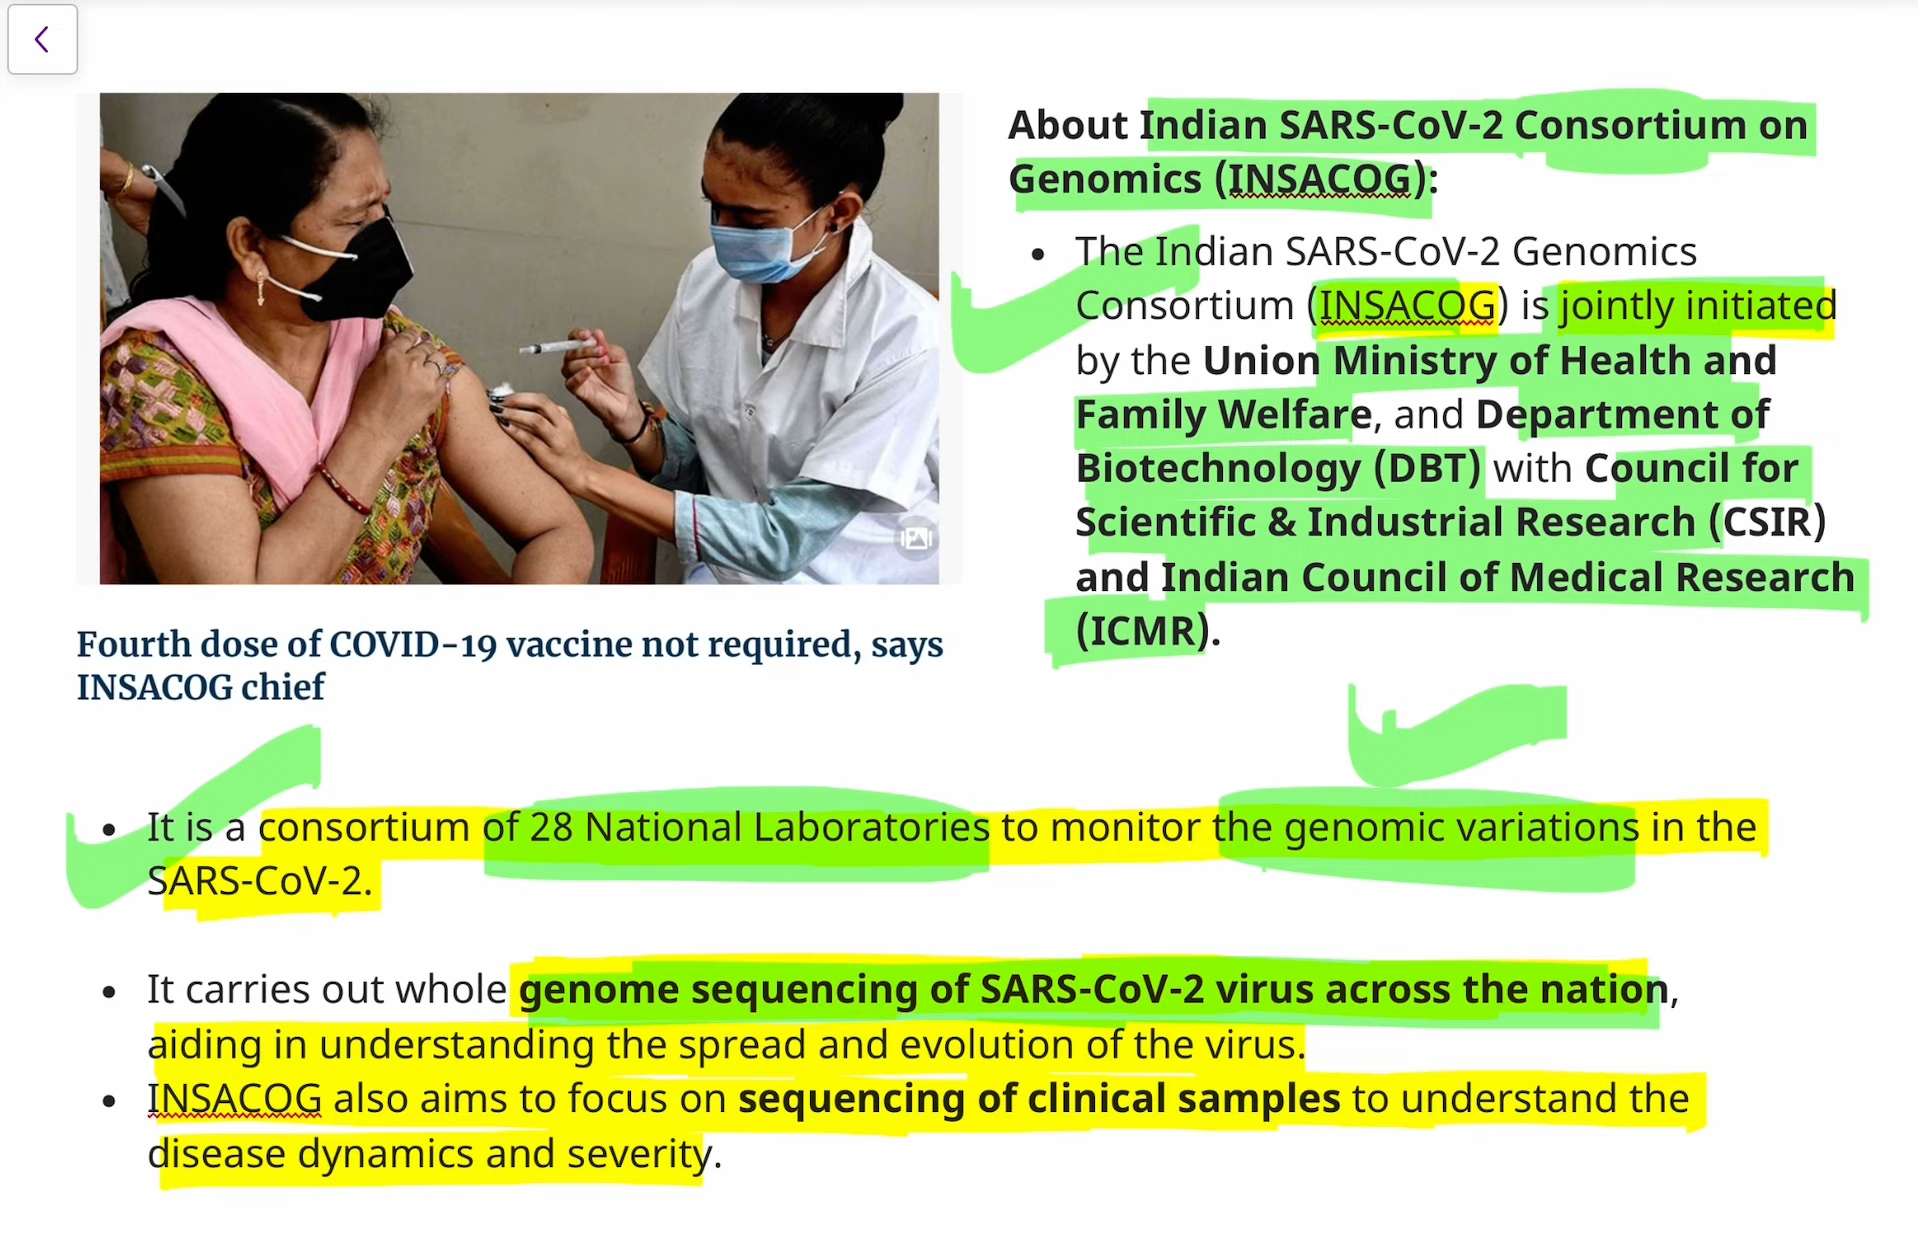 Fourth dose of COVID-19 vaccine not required, says
INSACOG chief
About Indian SARS-CoV-2 Consortium on
Genomics (INSACOG):
• The Indian SARS-CoV-2 Genomics
Consortium (INSACOG) is jointly initiated
by the Union Ministry of Health and
Family Welfare, and Department of
Biotechnology (DBT) with Council for
Scientific & Industrial Research (CSIR)
and Indian Council of Medical Research
(ICMR).
• It is a consortium of 28 National Laboratories to monitor the genomic variations in the
SARS-CoV-2.
• It carries out whole genome sequencing of SARS-CoV-2 virus across the nation,
aiding in understanding the spread and evolution of the virus.
• INSACOG also aims to focus on sequencing of clinical samples to understand the
disease dynamics and severity.